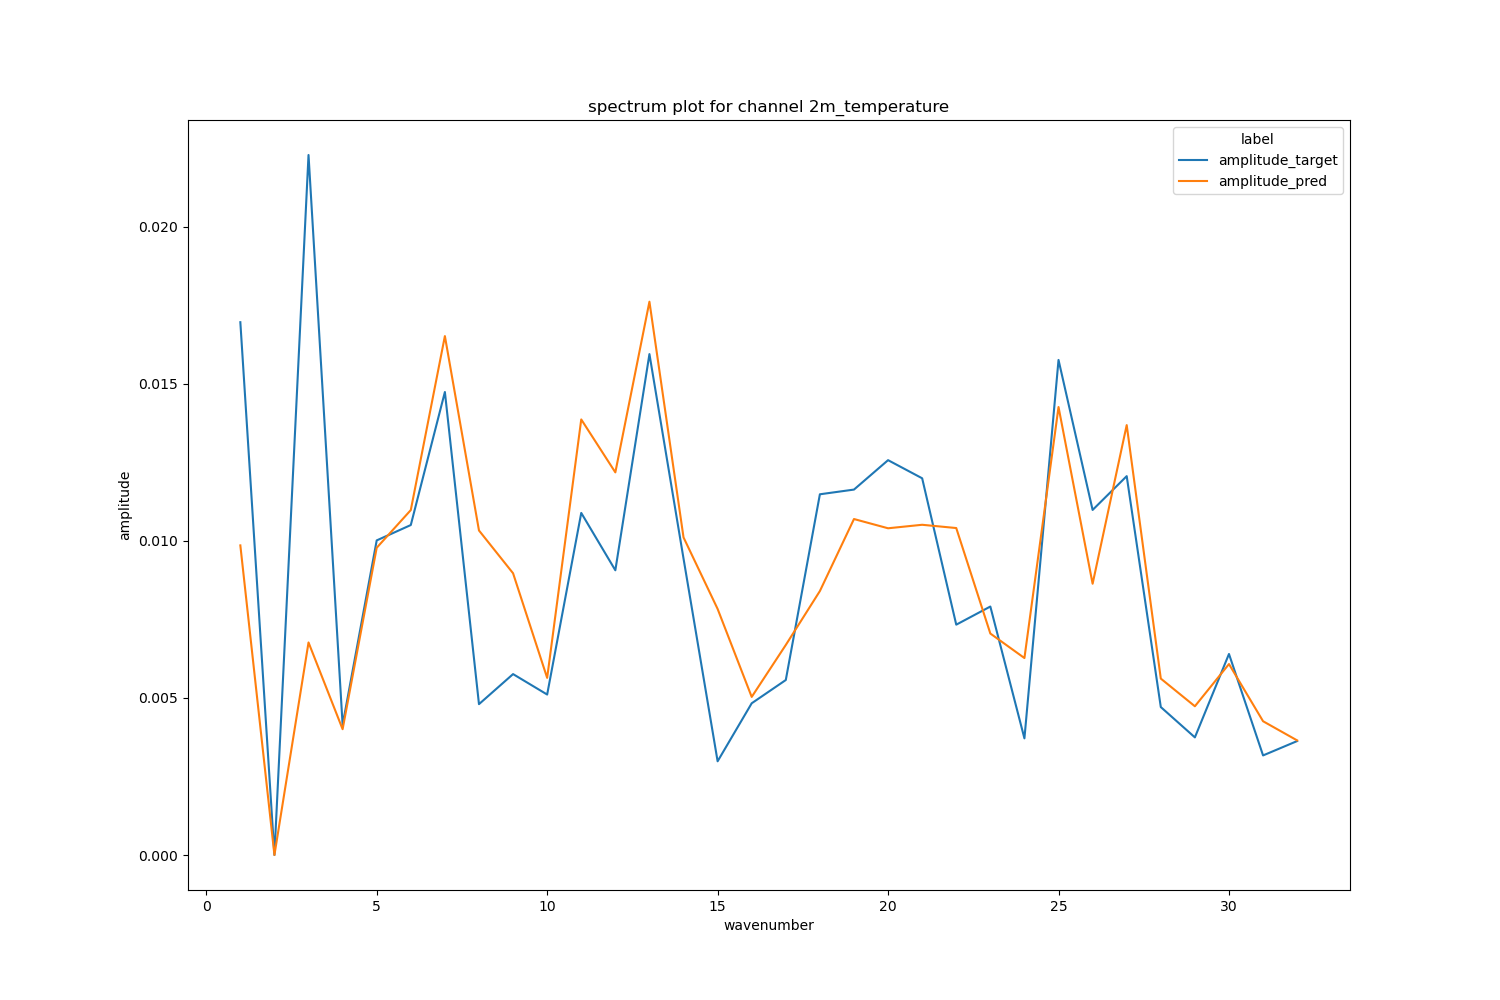 spectrum plot for channel 2m_temperature
label
amplitude_target
amplitude_pred
0.020
0.015
0.010
0.005
0.000
amplitude
0 5 10 15 20 25 30
wavenumber